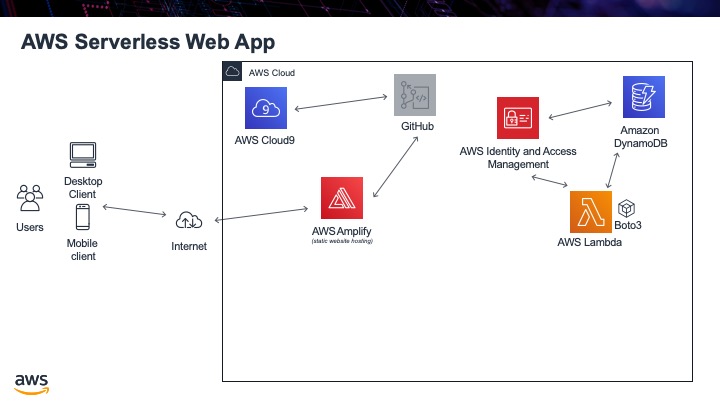 AWS Serverless Web App
AWS Cloud
9
AWS Cloud9
GitHub
AWS Identity and Access
Management
Amazon
DynamoDB
Desktop
Client
Users
Mobile
client
Internet
AWS Amplify
(static website hosting)
Boto3
AWS Lambda
aws